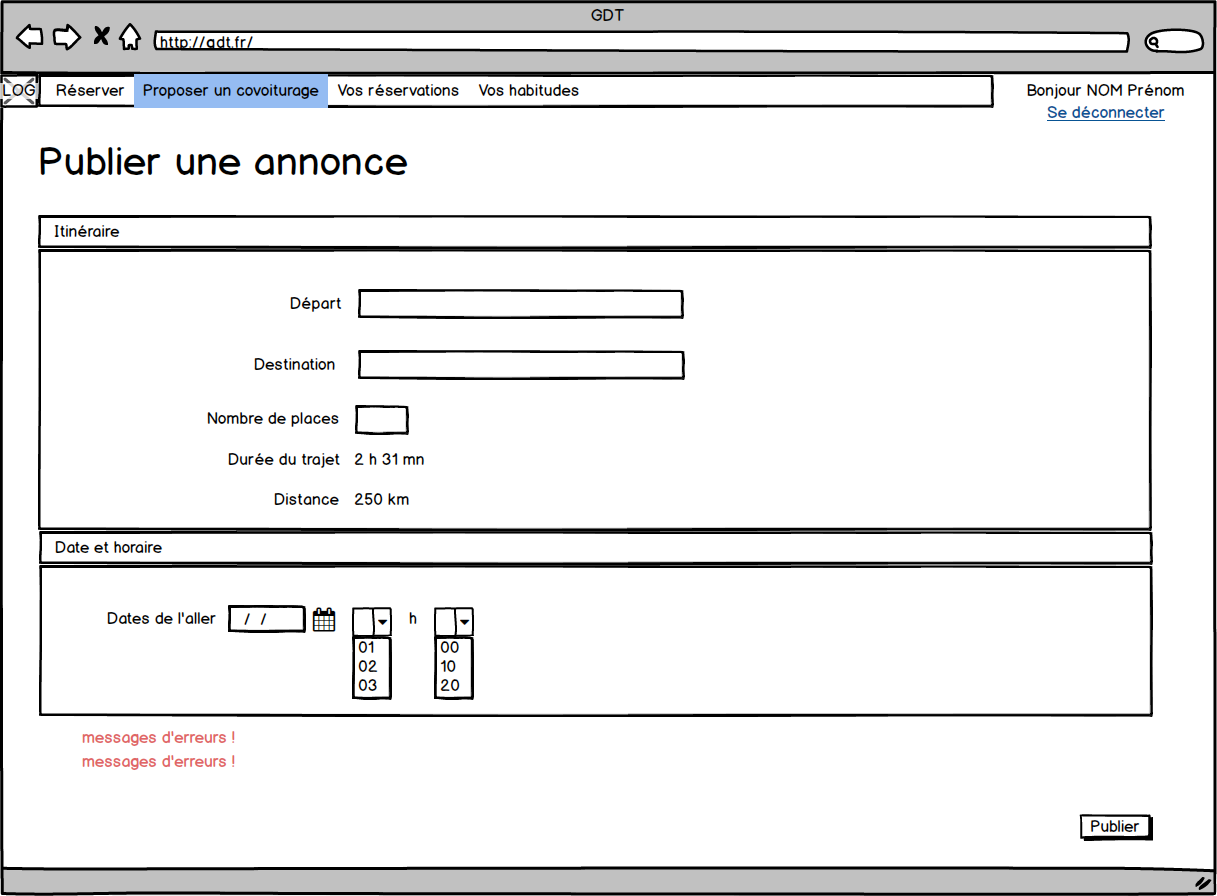 GDT
http://gdt.fr/
LOG Réserver Proposer un covoiturage Vos réservations Vos habitudes Bonjour NOM Prénom
Se déconnecter
Publier une annonce
Itinéraire
Départ
Destination
Nombre de places
Durée du trajet 2 h 31 mn
Distance 250 km
Date et horaire
Dates de l'aller / / h
01 00
02 10
03 20
messages d'erreurs !
messages d'erreurs !
Publier